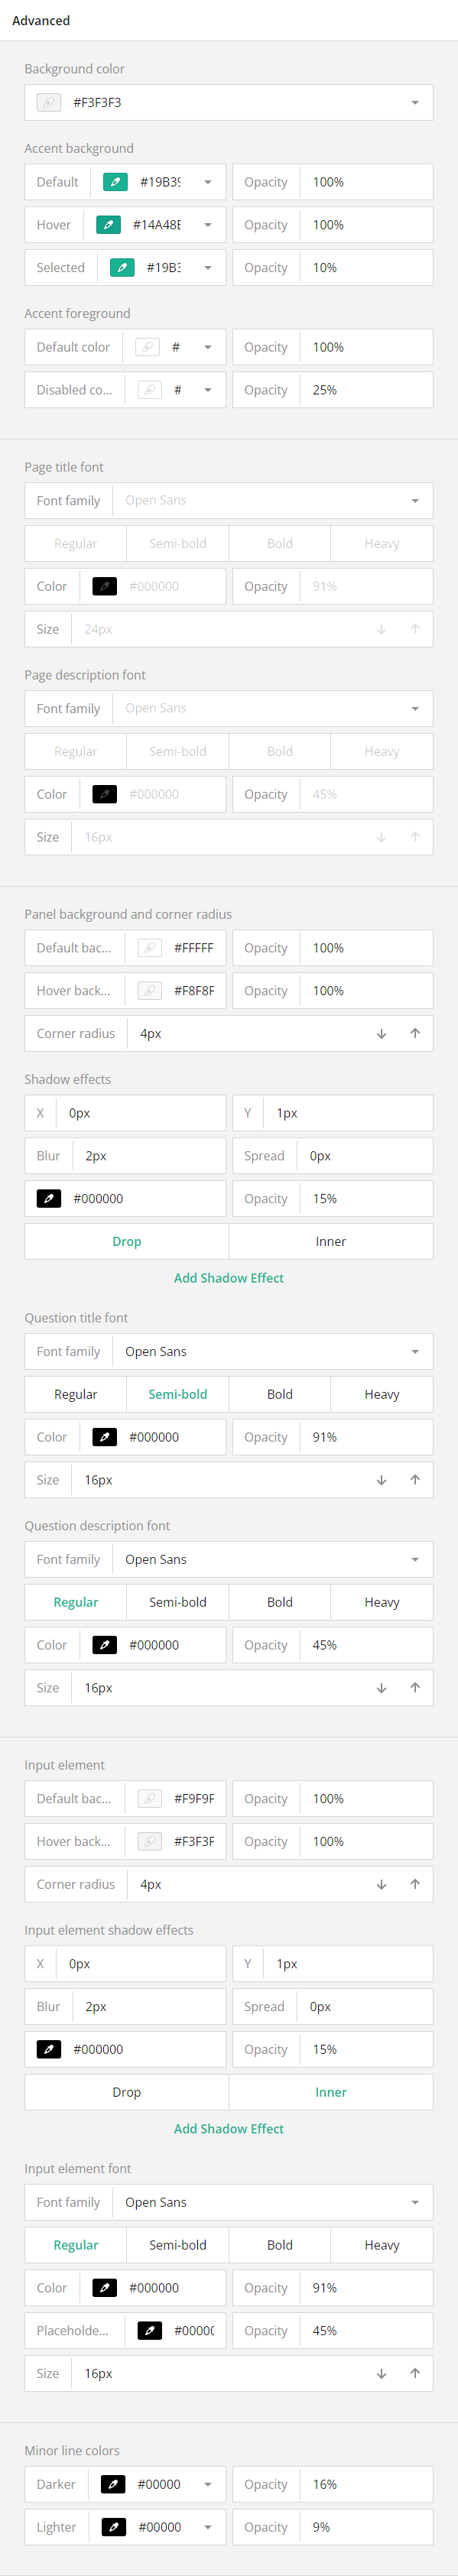 Advanced
Background color
#F3F3F3
Accent background
Default #19B39 Opacity 100%
Hover #14A48E Opacity 100%
Selected #19B3 Opacity 10%
Accent foreground
Default color # Opacity 100%
Disabled co... # Opacity 25%
Page title font
Font family Open Sans
Regular Semi-bold Bold Heavy
Color #000000 Opacity 91%
Size 24px
Page description font
Font family Open Sans
Regular Semi-bold Bold Heavy
Color #000000 Opacity 45%
Size 16px
Panel background and corner radius
Default bac... #FFFFF Opacity 100%
Hover back... #F8F8F Opacity 100%
Corner radius 4px
Shadow effects
X 0px Y 1px
Blur 2px Spread 0px
#000000 Opacity 15%
Drop Inner
Add Shadow Effect
Question title font
Font family Open Sans
Regular Semi-bold Bold Heavy
Color #000000 Opacity 91%
Size 16px
Question description font
Font family Open Sans
Regular Semi-bold Bold Heavy
Color #000000 Opacity 45%
Size 16px
Input element
Default bac... #F9F9F Opacity 100%
Hover back... #F3F3F Opacity 100%
Corner radius 4px
Input element shadow effects
X 0px Y 1px
Blur 2px Spread 0px
#000000 Opacity 15%
Drop Inner
Add Shadow Effect
Input element font
Font family Open Sans
Regular Semi-bold Bold Heavy
Color #000000 Opacity 91%
Placeholde... #0000 Opacity 45%
Size 16px
Minor line colors
Darker #00000 Opacity 16%
Lighter #00000 Opacity 9%